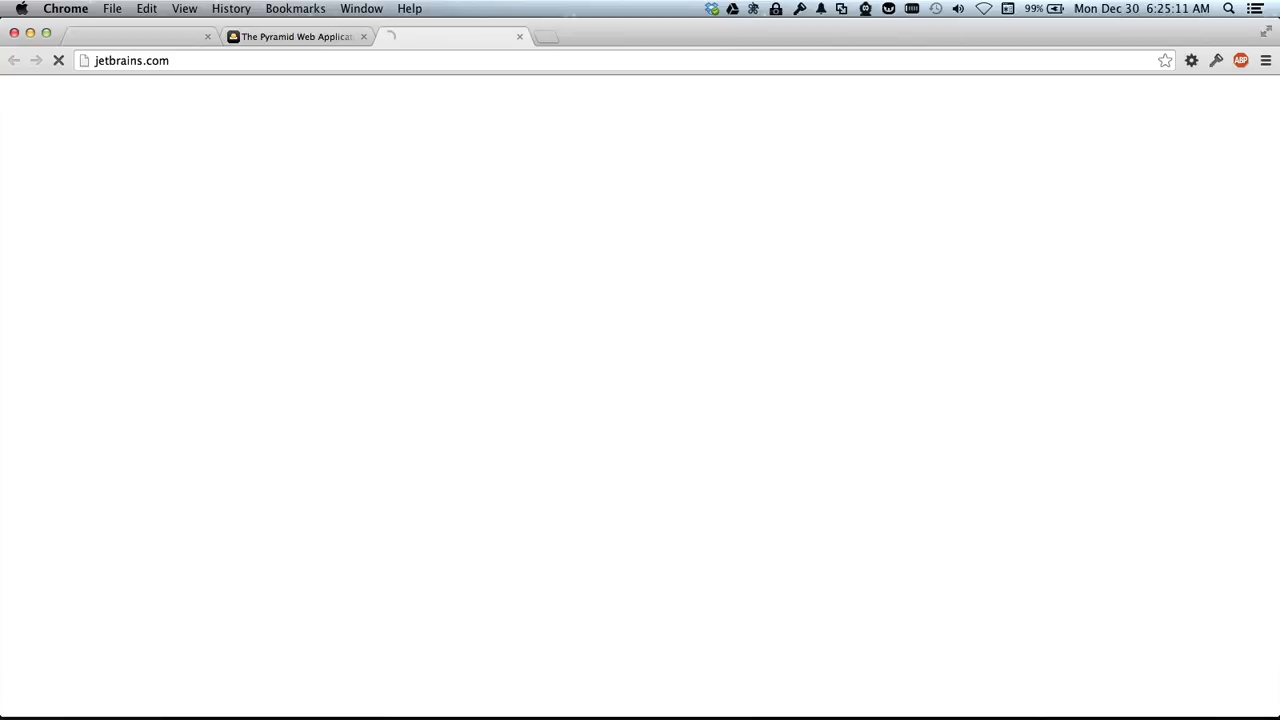 Chrome File Edit View History Bookmarks Window Help 99% Mon Dec 30 6:25:11 AM
The Pyramid Web Applicat
jetbrains.com ABP